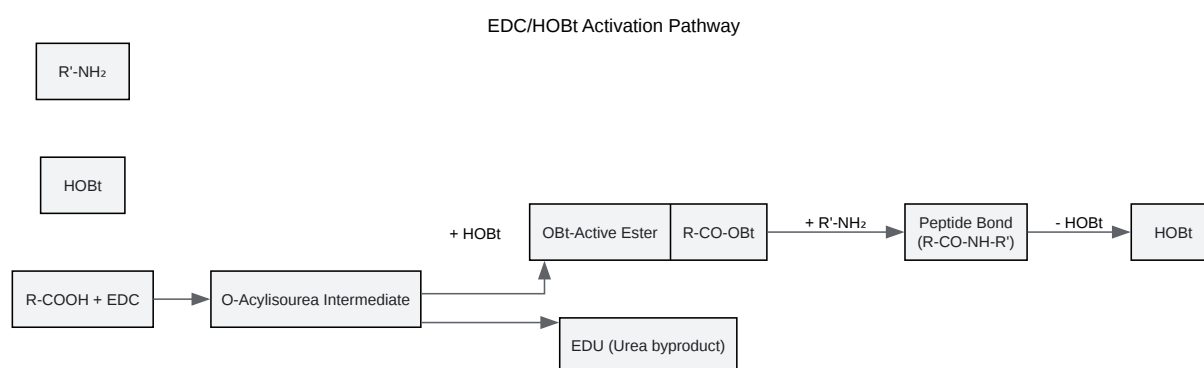 EDC/HOBt Activation Pathway
R'-NH₂
HOBt
+ HOBt
OBt-Active Ester
R-CO-OBt
+ R'-NH₂
Peptide Bond
(R-CO-NH-R')
- HOBt
HOBt
R-COOH + EDC
O-Acylisourea Intermediate
EDU (Urea byproduct)